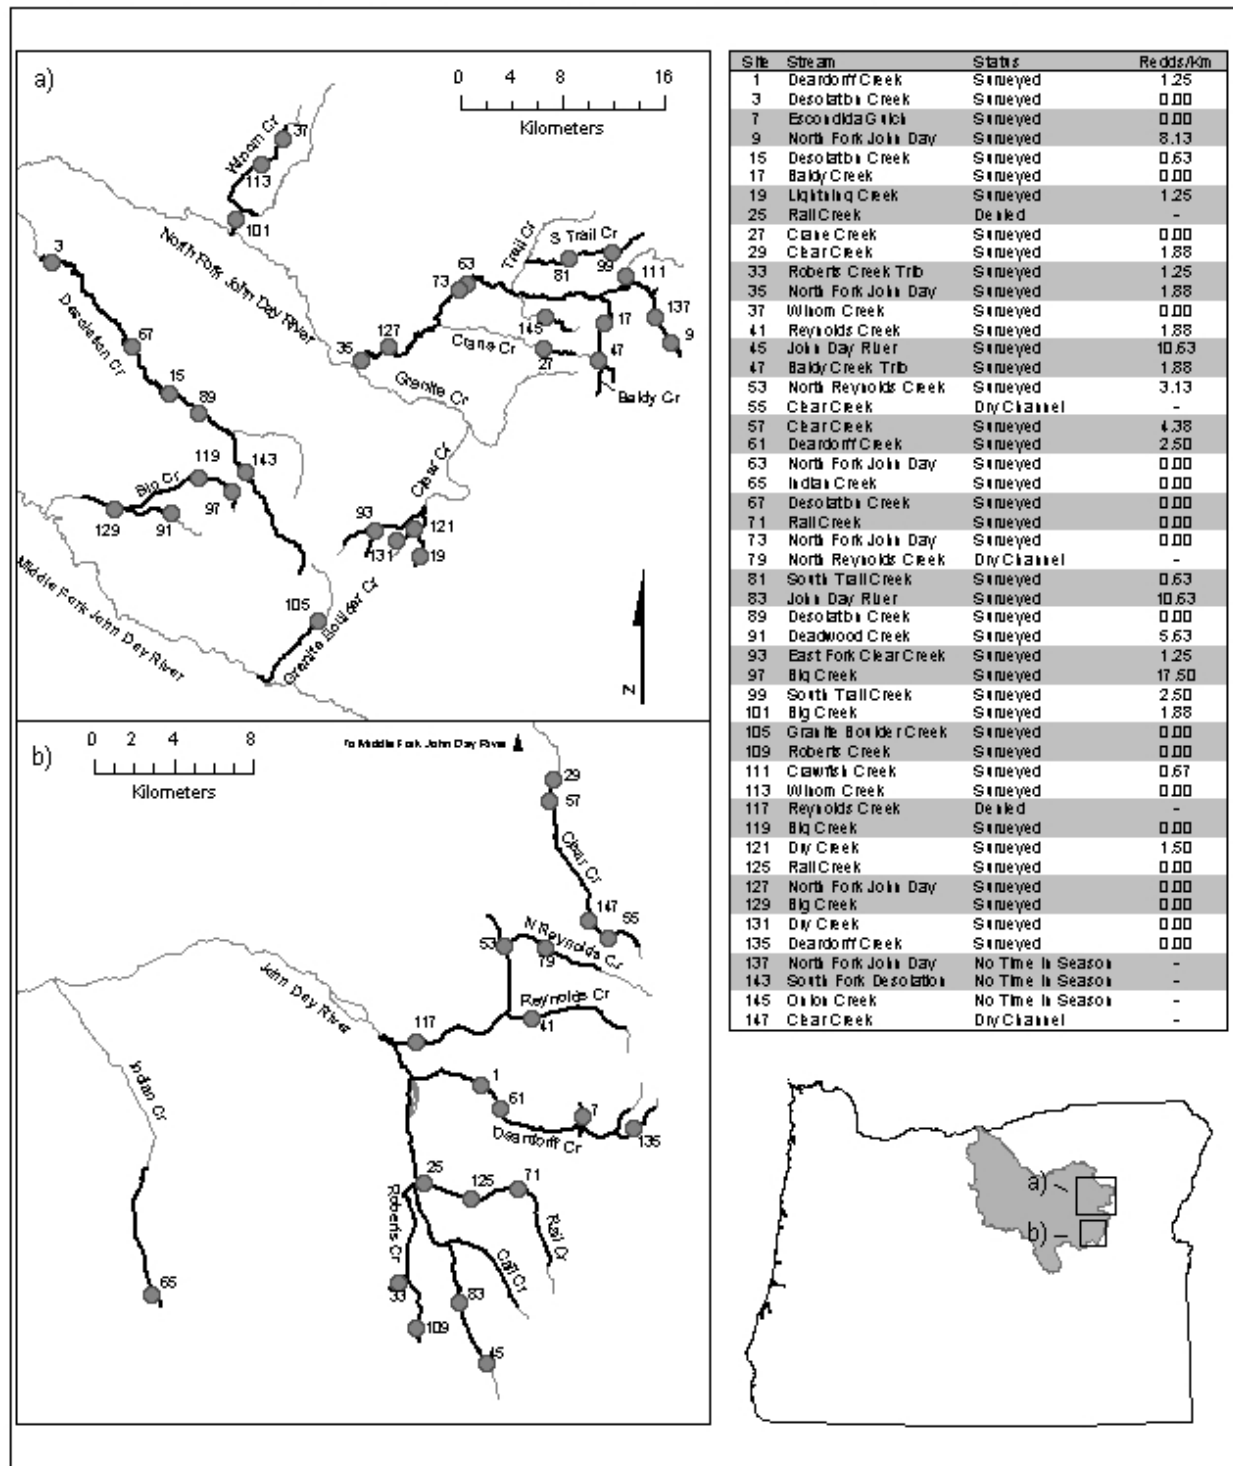 a)
0 4 8 16
Kilometers
Winom Cr
37
113
101
North Fork John Day River
3
Desolation Cr
67
15
89
143
Trail Cr
S Trail Cr
81
99
111
63
73
137
9
17
145
127
35
Crane Cr
27
47
Baldy Cr
Granite Cr
Clear Cr
119
Big Cr
97
129
91
93
121
131
19
105
Granite Boulder Cr
Middle Fork John Day River
N
b)
0 2 4 8
Kilometers
To Middle Fork John Day River
29
57
Clear Cr
147
55
53
N Reynolds Cr
79
Reynolds Cr
41
John Day River
117
1
61
7
Deardorff Cr
135
Indian Cr
65
25
125
71
Roberts Cr
Rail Cr
Call Cr
33
83
109
45
Site Stream Status Redds/Km
1 Deardorff Creek Surveyed 1.25
3 Desolation Creek Surveyed 0.00
7 Escondida Gulch Surveyed 0.00
9 North Fork John Day Surveyed 8.13
15 Desolation Creek Surveyed 0.63
17 Baldy Creek Surveyed 0.00
19 Lightning Creek Surveyed 1.25
25 Rail Creek Denied -
27 Crane Creek Surveyed 0.00
29 Clear Creek Surveyed 1.88
33 Roberts Creek Trib Surveyed 1.25
35 North Fork John Day Surveyed 1.88
37 Winom Creek Surveyed 0.00
41 Reynolds Creek Surveyed 1.88
45 John Day River Surveyed 10.63
47 Baldy Creek Trib Surveyed 1.88
53 North Reynolds Creek Surveyed 3.13
55 Clear Creek Dry Channel -
57 Clear Creek Surveyed 4.38
61 Deardorff Creek Surveyed 2.50
63 North Fork John Day Surveyed 0.00
65 Indian Creek Surveyed 0.00
67 Desolation Creek Surveyed 0.00
71 Rail Creek Surveyed 0.00
73 North Fork John Day Surveyed 0.00
79 North Reynolds Creek Dry Channel -
81 South Trail Creek Surveyed 0.63
83 John Day River Surveyed 10.63
89 Desolation Creek Surveyed 0.00
91 Deadwood Creek Surveyed 5.63
93 East Fork Clear Creek Surveyed 1.25
97 Big Creek Surveyed 17.50
99 South Trail Creek Surveyed 2.50
101 Big Creek Surveyed 1.88
105 Granite Boulder Creek Surveyed 0.00
109 Roberts Creek Surveyed 0.00
111 Crawfish Creek Surveyed 0.67
113 Winom Creek Surveyed 0.00
117 Reynolds Creek Denied -
119 Big Creek Surveyed 0.00
121 Dry Creek Surveyed 1.50
125 Rail Creek Surveyed 0.00
127 North Fork John Day Surveyed 0.00
129 Big Creek Surveyed 0.00
131 Dry Creek Surveyed 0.00
135 Deardorff Creek Surveyed 0.00
137 North Fork John Day No Time In Season -
143 South Fork Desolation No Time In Season -
145 Onion Creek No Time In Season -
147 Clear Creek Dry Channel -
a)
b)